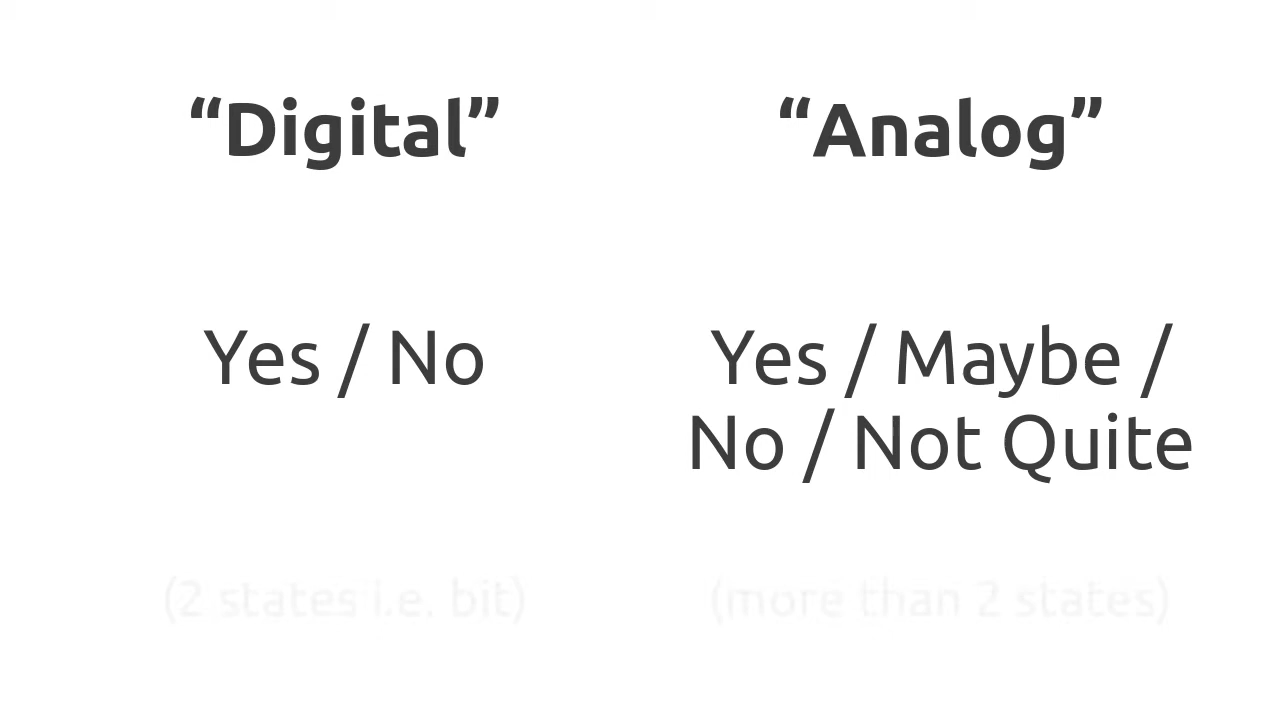 “Digital”
“Analog”
Yes / No
Yes / Maybe /
No / Not Quite
(2 states i.e. bit)
(more than 2 states)